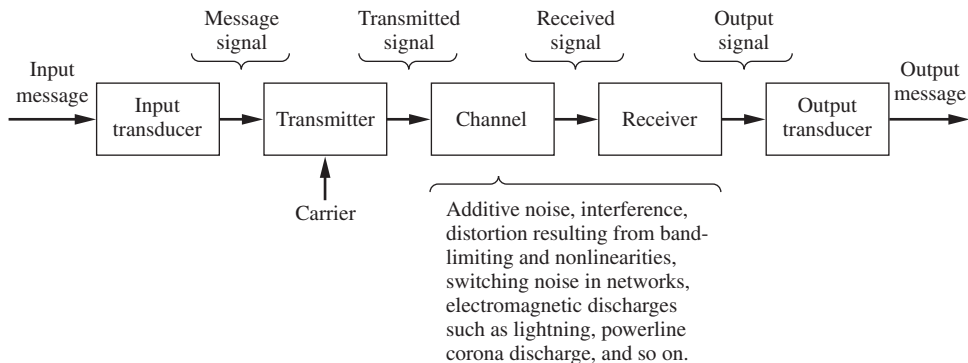 Message
signal
Transmitted
signal
Received
signal
Output
signal
Input
message
Input
transducer
Transmitter
Channel
Receiver
Output
transducer
Output
message
Carrier
Additive noise, interference,
distortion resulting from band-
limiting and nonlinearities,
switching noise in networks,
electromagnetic discharges
such as lightning, powerline
corona discharge, and so on.